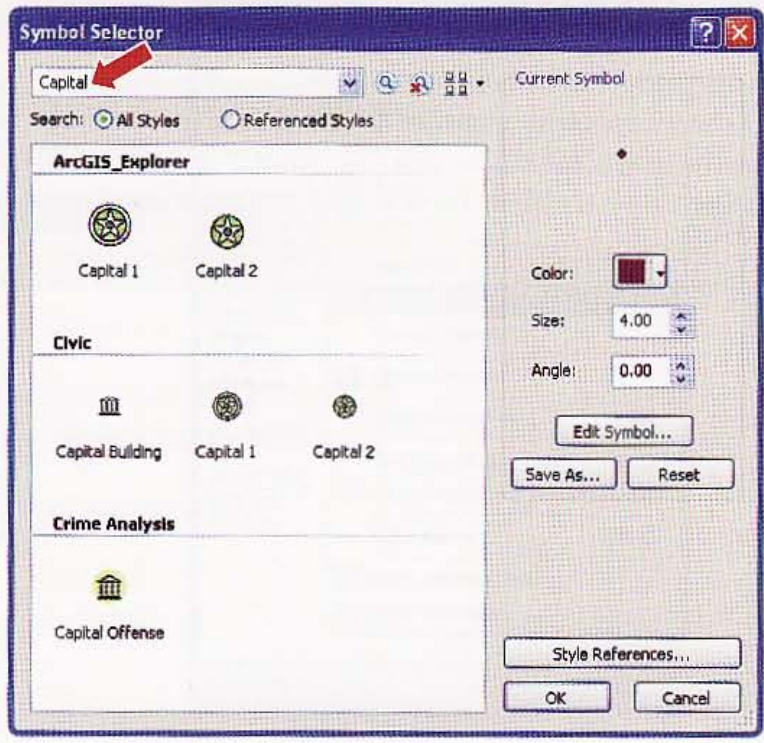 Symbol Selector
Capital
Search: All Styles Referenced Styles
ArcGIS_Explorer
Capital 1 Capital 2
Civic
Capital Building Capital 1 Capital 2
Crime Analysis
Capital Offense
Current Symbol
Color:
Size: 4.00
Angle: 0.00
Edit Symbol...
Save As... Reset
Style References...
OK Cancel